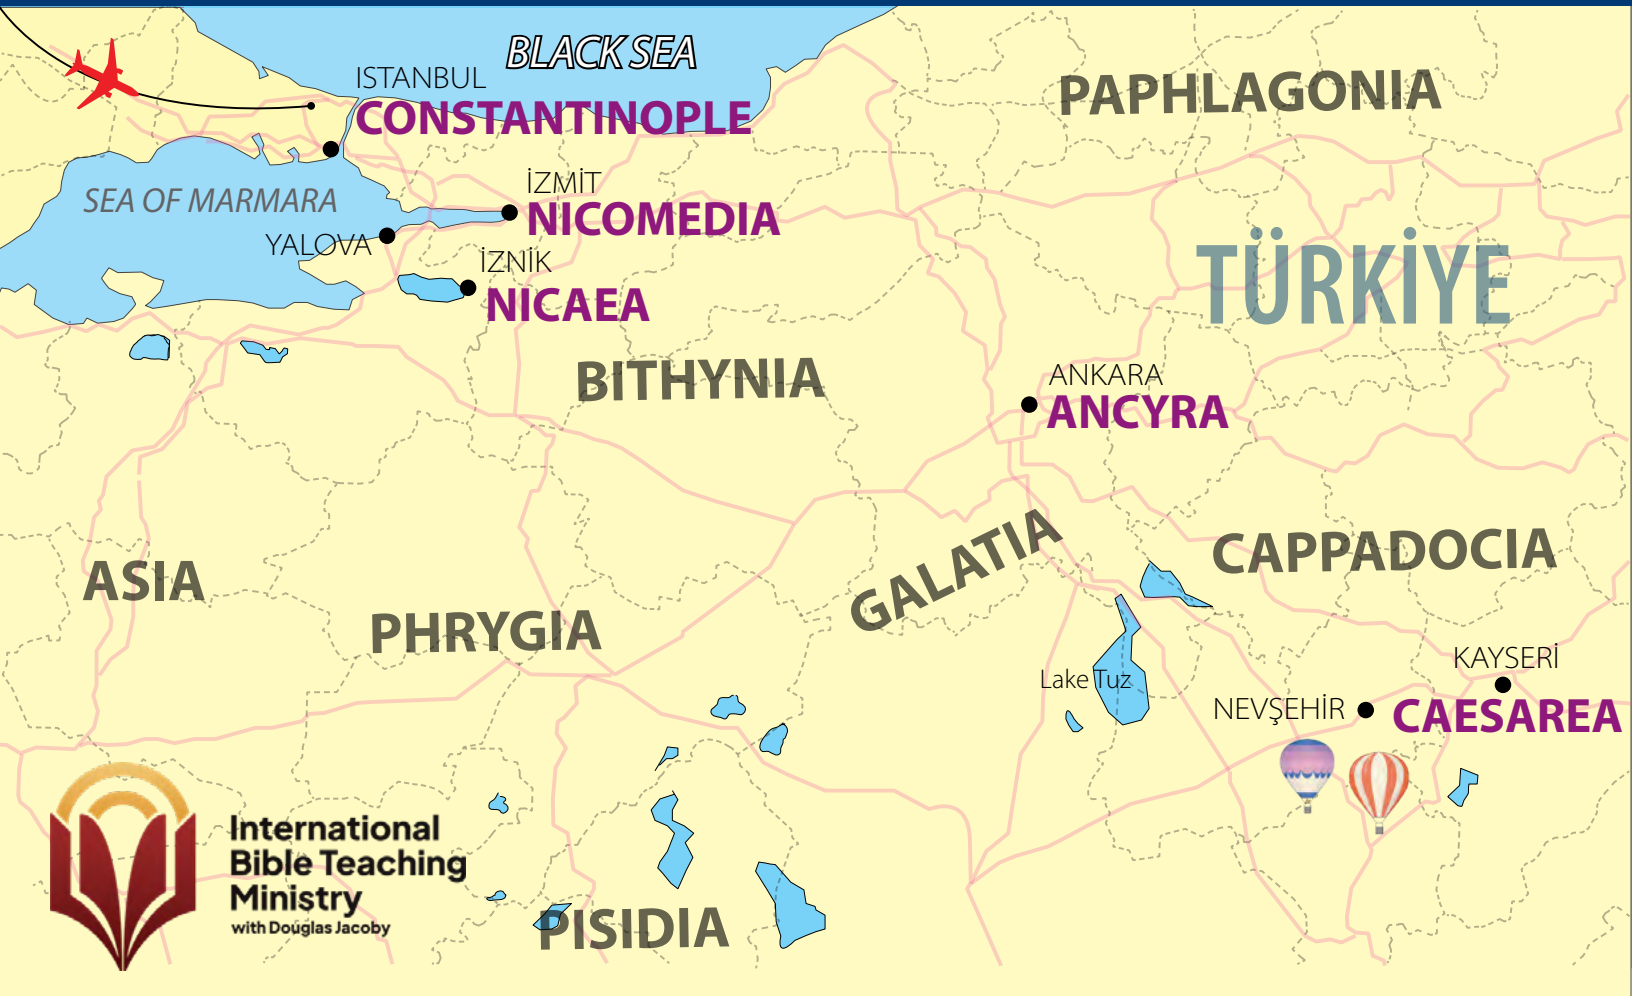 BLACK SEA
ISTANBUL
CONSTANTINOPLE
PAPHLAGONIA
SEA OF MARMARA
İZMİT
NICOMEDIA
YALOVA
İZNİK
NICAEA
TÜRKİYE
BITHYNIA
ANKARA
ANCYRA
GALATIA
CAPPADOCIA
ASIA
PHRYGIA
Lake Tuz
KAYSERİ
NEVŞEHİR
CAESAREA
International
Bible Teaching
Ministry
with Douglas Jacoby
PISIDIA